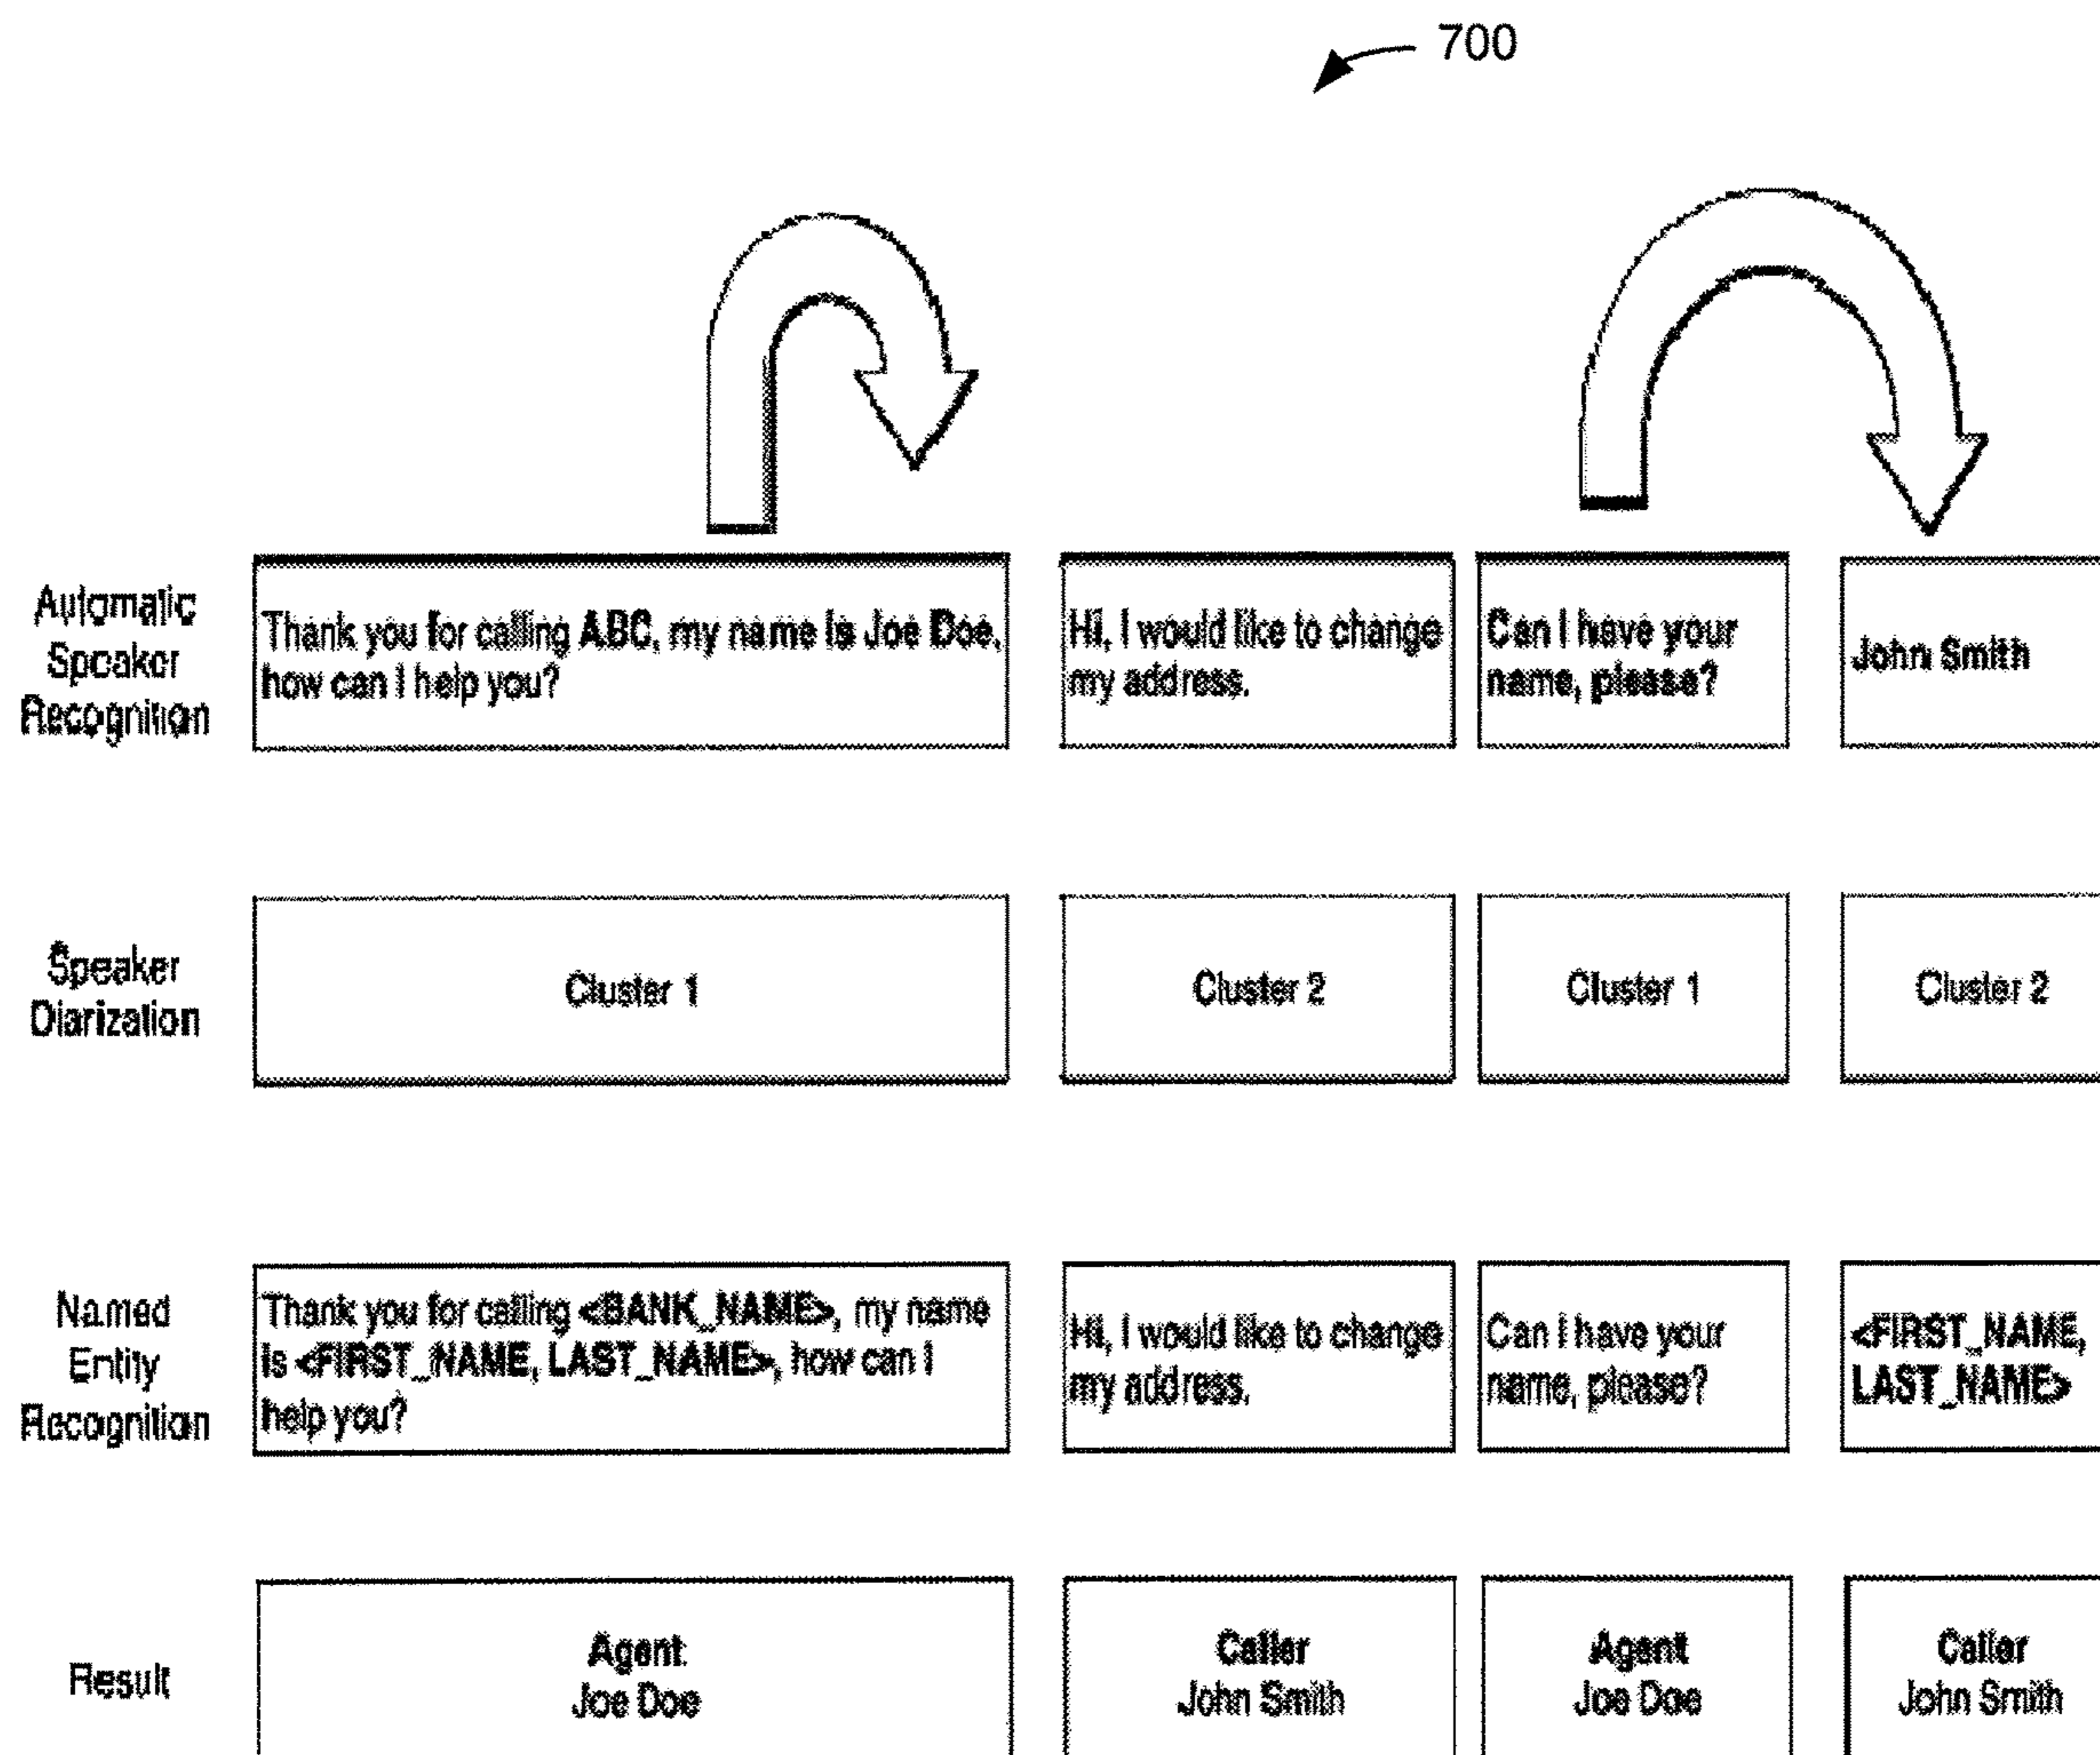 700
Automatic
Speaker
Recognition
Thank you for calling ABC, my name is Joe Doe,
how can I help you?
Hi, I would like to change
my address.
Can I have your
name, please?
John Smith
Speaker
Diarization
Cluster 1
Cluster 2
Cluster 1
Cluster 2
Named
Entity
Recognition
Thank you for calling <BANK_NAME>, my name
is <FIRST_NAME, LAST_NAME>, how can I
help you?
Hi, I would like to change
my address.
Can I have your
name, please?
<FIRST_NAME,
LAST_NAME>
Result
Agent
Joe Doe
Caller
John Smith
Agent
Joe Doe
Caller
John Smith